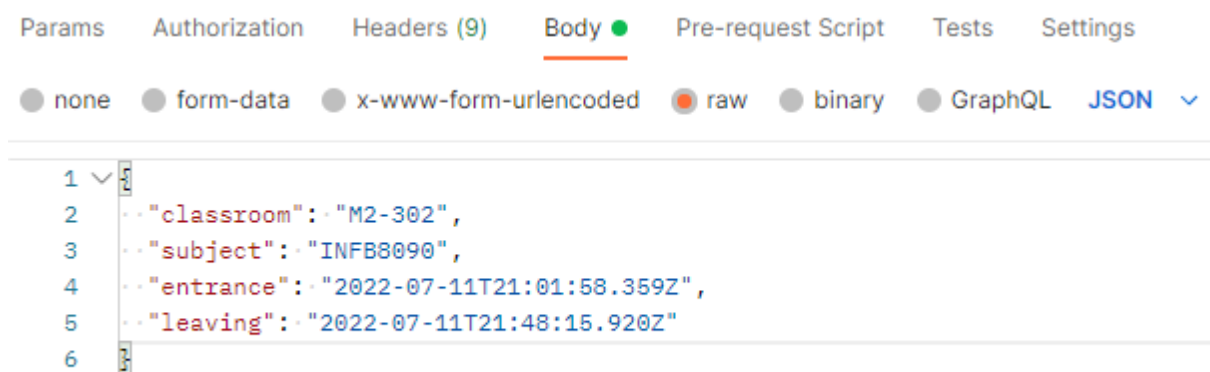 Params Authorization Headers (9) Body Pre-request Script Tests Settings
none form-data x-www-form-urlencoded raw binary GraphQL JSON
1 {
2 "classroom": "M2-302",
3 "subject": "INFB8090",
4 "entrance": "2022-07-11T21:01:58.359Z",
5 "leaving": "2022-07-11T21:48:15.920Z"
6 }